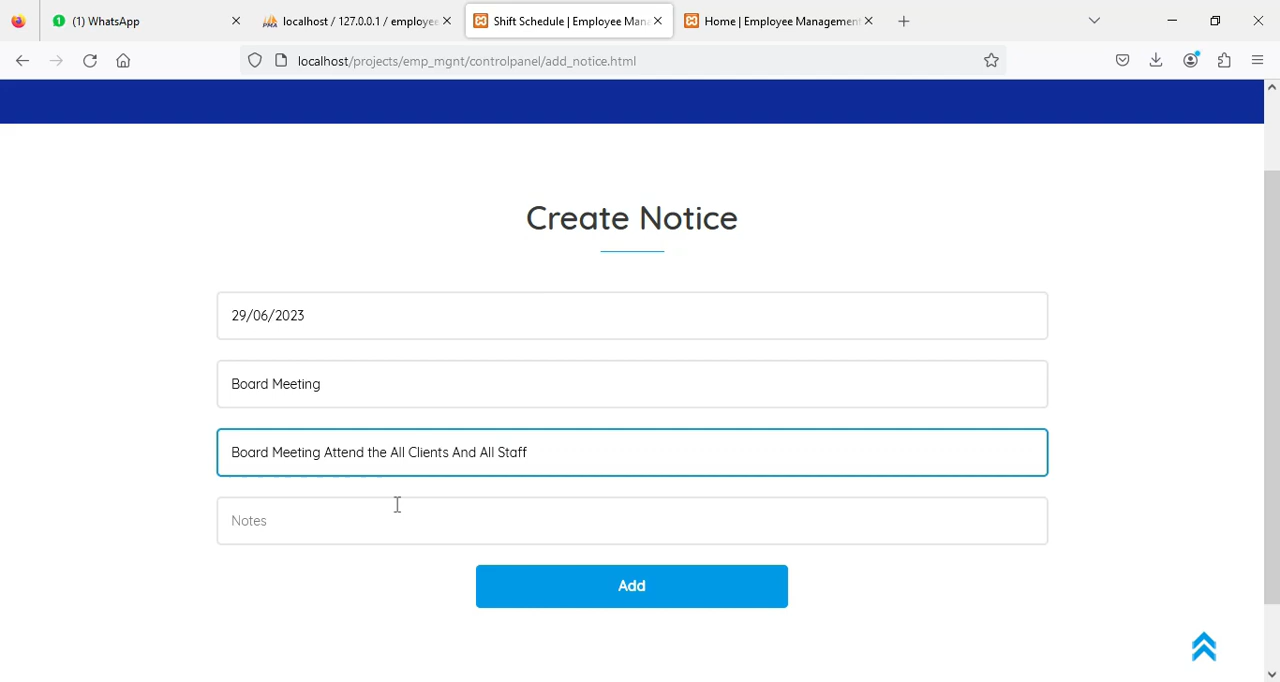 (1) WhatsApp
localhost / 127.0.0.1 / employee
Shift Schedule | Employee Man
Home | Employee Management
localhost/projects/emp_mgnt/controlpanel/add_notice.html
Create Notice
29/06/2023
Board Meeting
Board Meeting Attend the All Clients And All Staff
Notes
Add